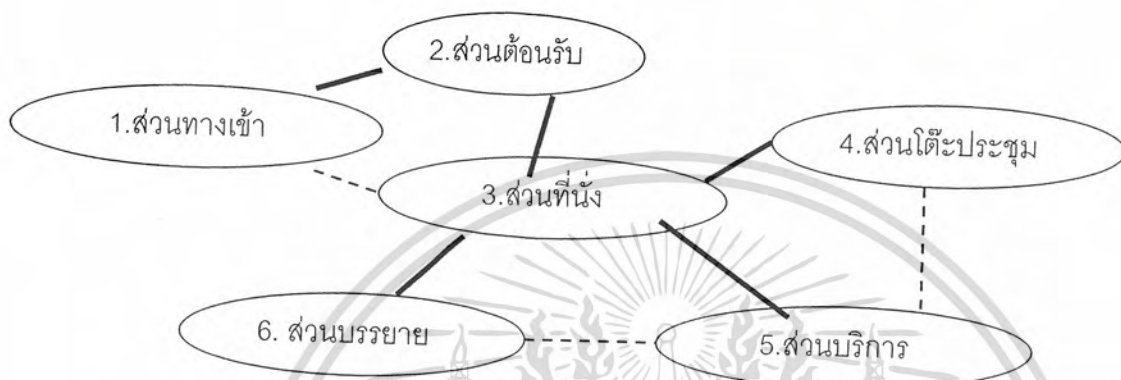 2.ส่วนต้อนรับ
1.ส่วนทางเข้า
4.ส่วนโต๊ะประชุม
3.ส่วนที่นั่ง
6. ส่วนบรรยาย
5.ส่วนบริการ